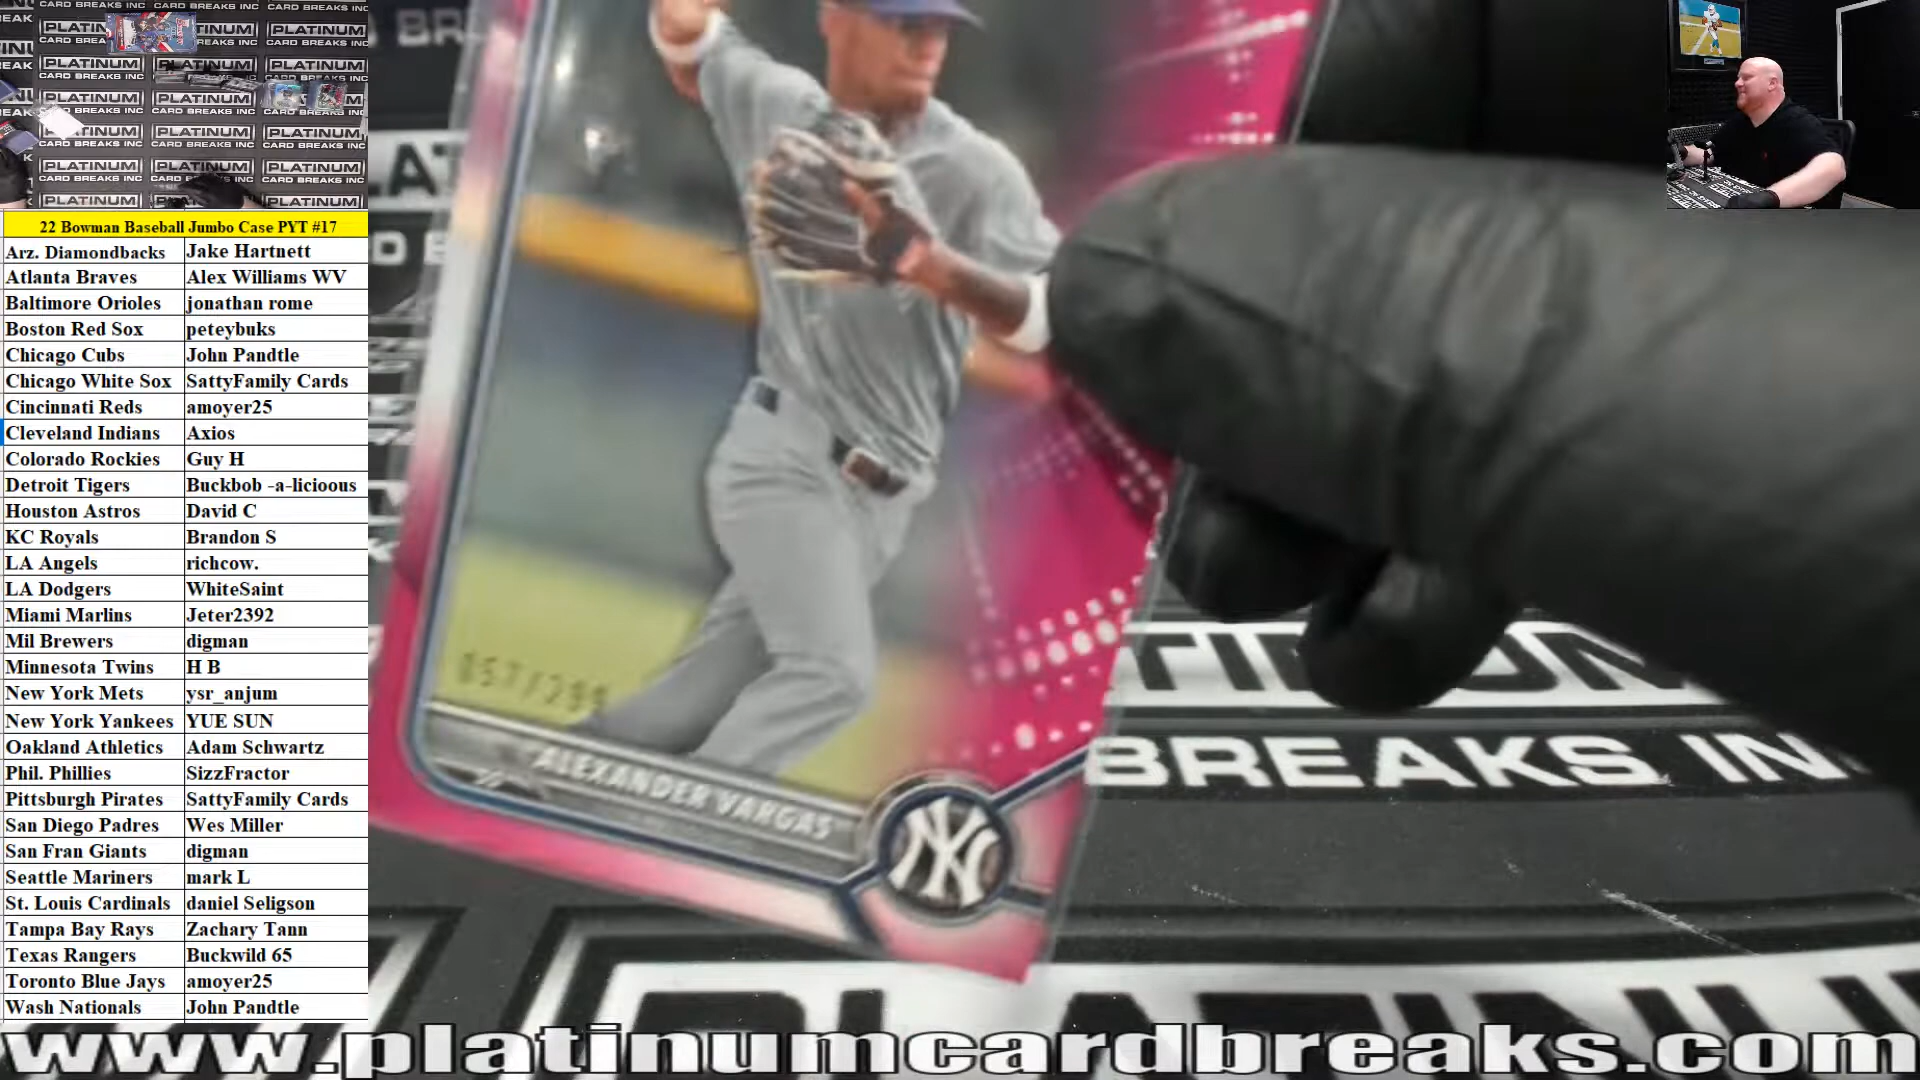 22 Bowman Baseball Jumbo Case PYT #17
Arz. Diamondbacks Jake Hartnett
Atlanta Braves Alex Williams WV
Baltimore Orioles jonathan rome
Boston Red Sox peteybuks
Chicago Cubs John Pandtle
Chicago White Sox SattyFamily Cards
Cincinnati Reds amoyer25
Cleveland Indians Axios
Colorado Rockies Guy H
Detroit Tigers Buckbob -a-licioous
Houston Astros David C
KC Royals Brandon S
LA Angels richcow.
LA Dodgers WhiteSaint
Miami Marlins Jeter2392
Mil Brewers digman
Minnesota Twins H B
New York Mets ysr_anjum
New York Yankees YUE SUN
Oakland Athletics Adam Schwartz
Phil. Phillies SizzFractor
Pittsburgh Pirates SattyFamily Cards
San Diego Padres Wes Miller
San Fran Giants digman
Seattle Mariners mark L
St. Louis Cardinals daniel Seligson
Tampa Bay Rays Zachary Tann
Texas Rangers Buckwild 65
Toronto Blue Jays amoyer25
Wash Nationals John Pandtle
057/299
ALEXANDER VARGAS
NY
BREAKS IN
PLATINUM
CARD BREAKS INC
www.platinumcardbreaks.com